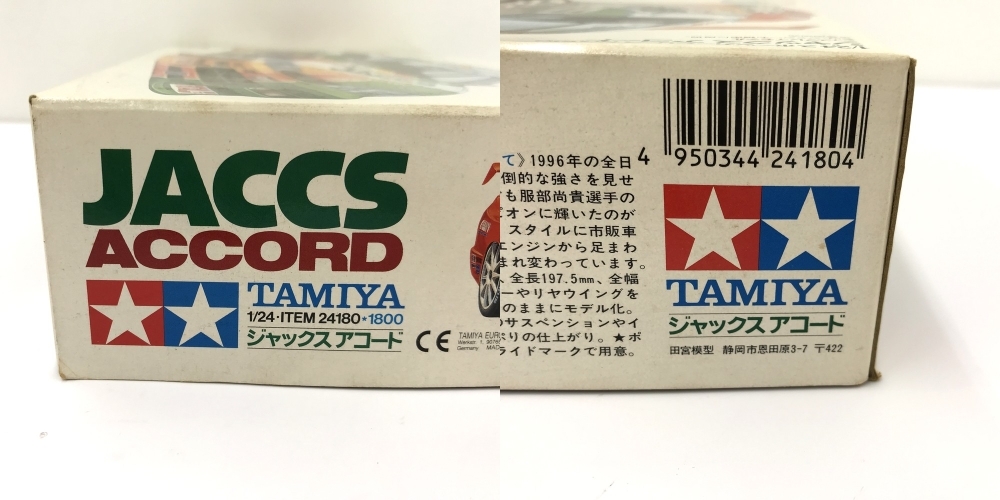 JACCS
ACCORD
TAMIYA
1/24・ITEM 24180★1800
ジャックス アコード
CE
TAMIYA EURO
Werkstr. 1,
Germany
4 950344 241804
て》1996年の全日
倒的な強さを見せ
も服部尚貴選手の
オンに輝いたのが
スタイルに市販車
エンジンから足まわ
まれ変わっています。
全長197.5mm、全幅
ーやリヤウイングを
のままにモデル化。
サスペンションやイ
りの仕上がり。★ボ
ライドマークで用意。
TAMIYA
ジャックス アコード
田宮模型 静岡市恩田原3-7 〒422